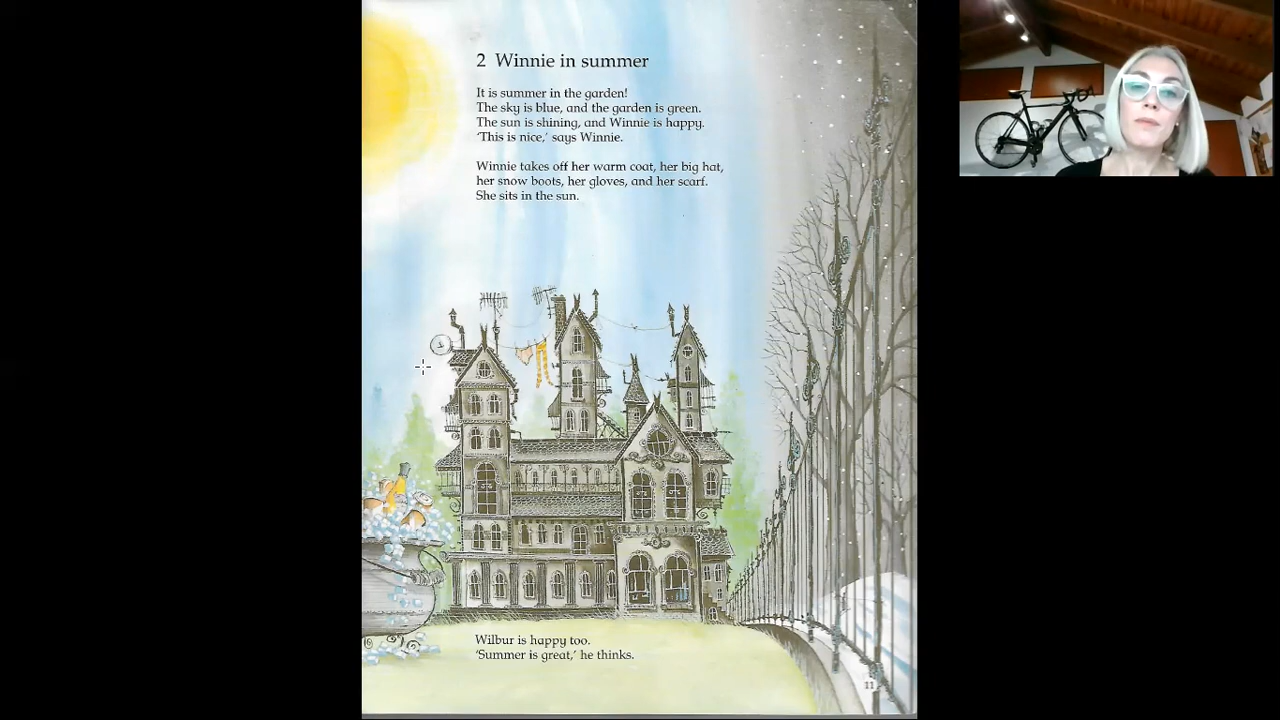 2 Winnie in summer
It is summer in the garden!
The sky is blue, and the garden is green.
The sun is shining, and Winnie is happy.
'This is nice,' says Winnie.
Winnie takes off her warm coat, her big hat,
her snow boots, her gloves, and her scarf.
She sits in the sun.
Wilbur is happy too.
'Summer is great,' he thinks.
11